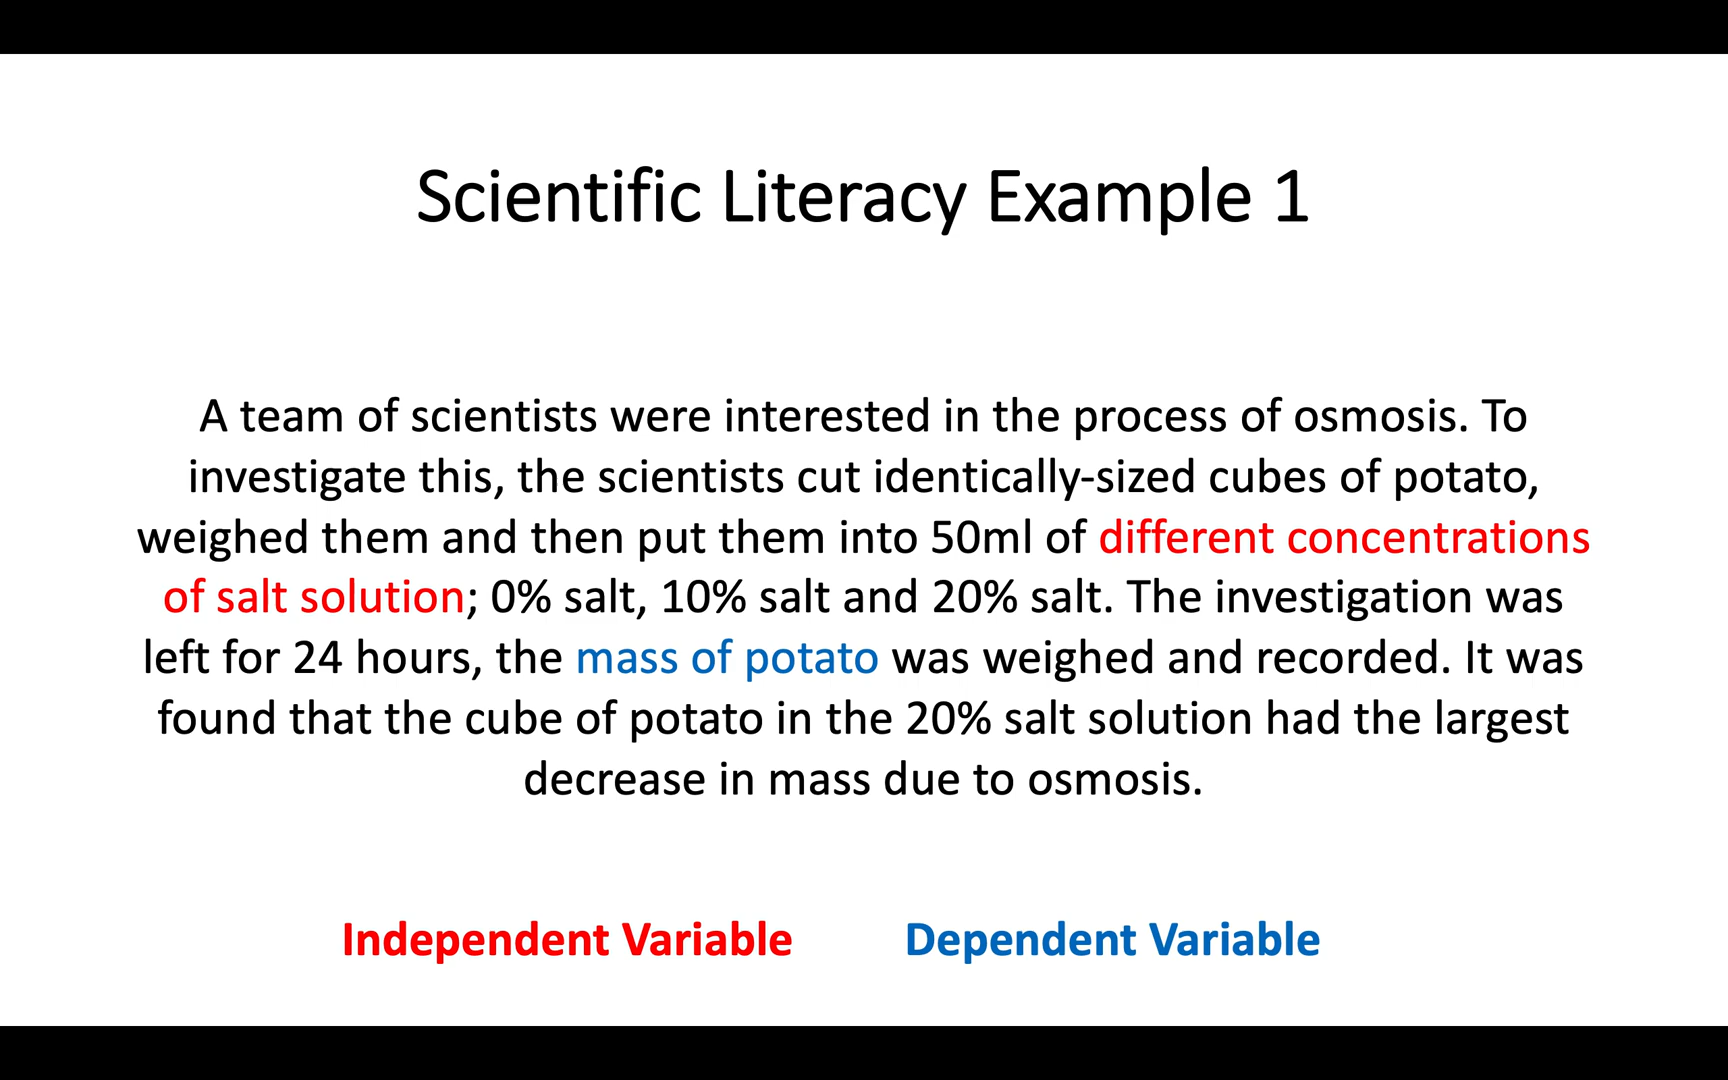 Scientific Literacy Example 1
A team of scientists were interested in the process of osmosis. To
investigate this, the scientists cut identically-sized cubes of potato,
weighed them and then put them into 50ml of different concentrations
of salt solution; 0% salt, 10% salt and 20% salt. The investigation was
left for 24 hours, the mass of potato was weighed and recorded. It was
found that the cube of potato in the 20% salt solution had the largest
decrease in mass due to osmosis.
Independent Variable Dependent Variable